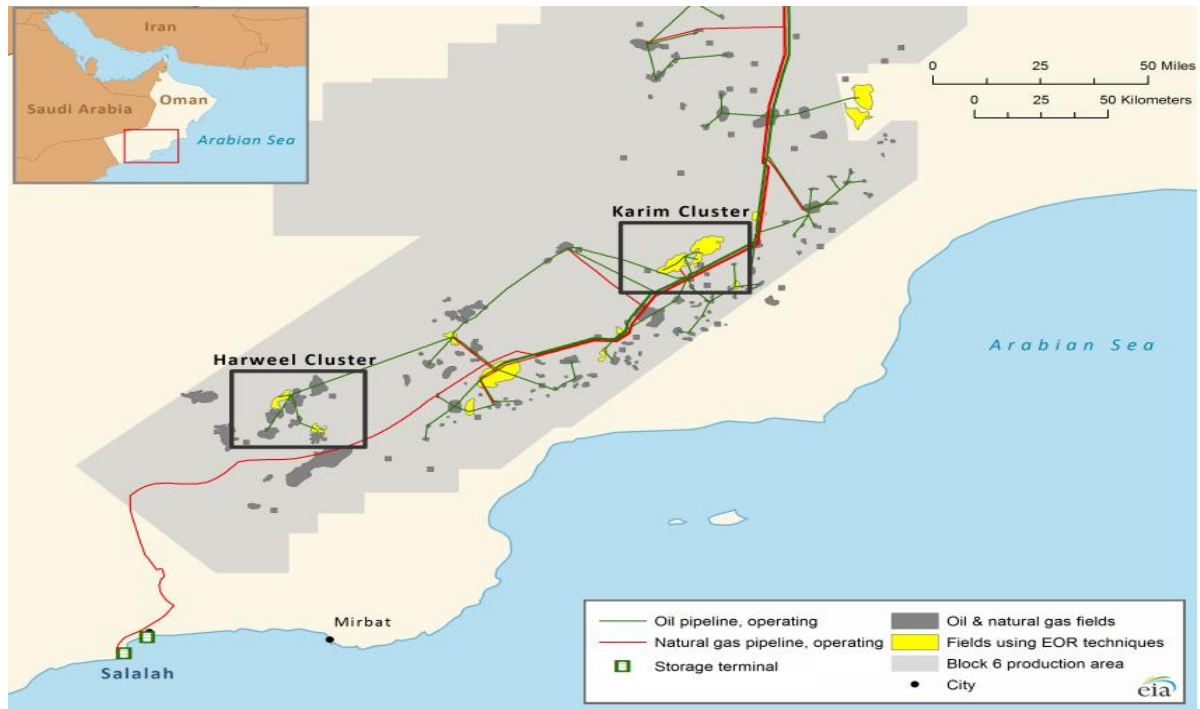 Iran
Saudi Arabia
Oman
Arabian Sea
0 25 50 Miles
0 25 50 Kilometers
Karim Cluster
Harweel Cluster
Arabian Sea
Mirbat
Salalah
Oil pipeline, operating
Natural gas pipeline, operating
Storage terminal
Oil & natural gas fields
Fields using EOR techniques
Block 6 production area
City
eia